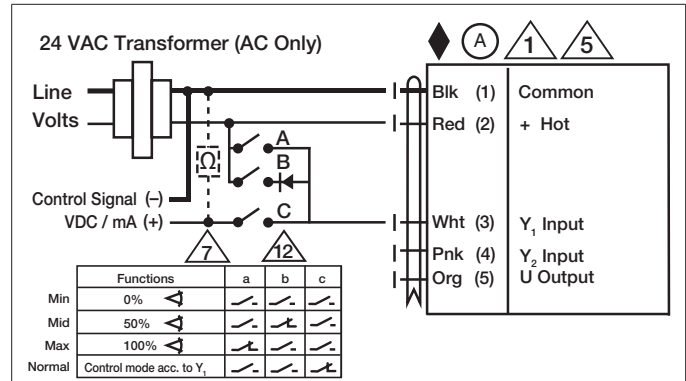 24 VAC Transformer (AC Only)
A 1 5
Line
Volts
Blk (1) Common
Red (2) + Hot
A
B
Ω
C
Control Signal (–)
VDC / mA (+)
Wht (3) Y₁ Input
Pnk (4) Y₂ Input
Org (5) U Output
7 12
Functions a b c
Min 0%
Mid 50%
Max 100%
Normal Control mode acc. to Y₁